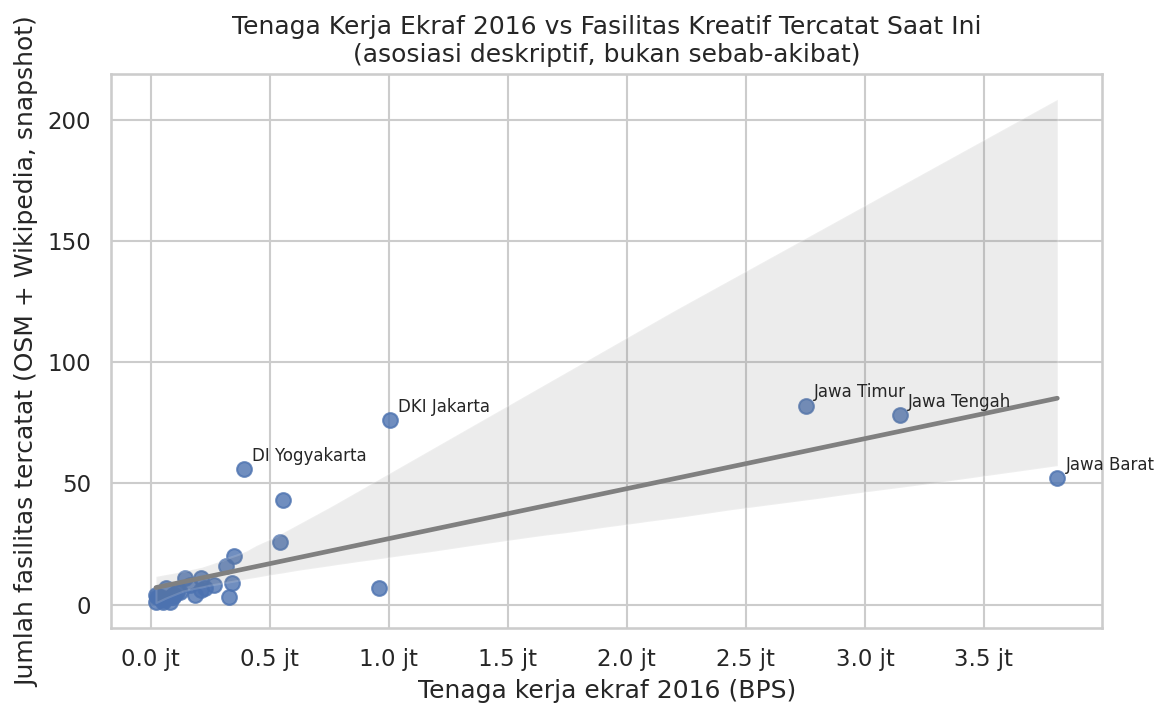 Tenaga Kerja Ekraf 2016 vs Fasilitas Kreatif Tercatat Saat Ini
(asosiasi deskriptif, bukan sebab-akibat)
Jumlah fasilitas tercatat (OSM + Wikipedia, snapshot)
200
150
100
50
0
Jawa Timur
Jawa Tengah
DKI Jakarta
DI Yogyakarta
Jawa Barat
0.0 jt
0.5 jt
1.0 jt
1.5 jt
2.0 jt
2.5 jt
3.0 jt
3.5 jt
Tenaga kerja ekraf 2016 (BPS)